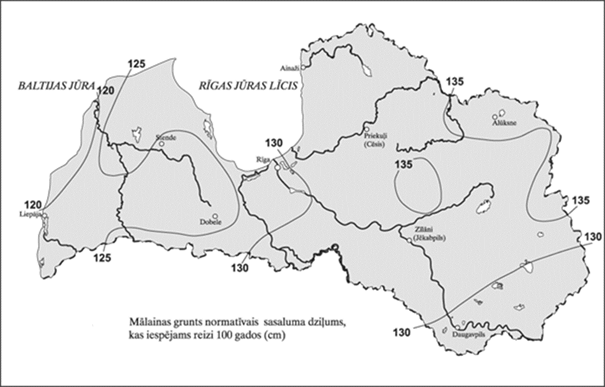 125
120
BALTIJAS JŪRA
RĪGAS JŪRAS LĪCIS
Ainaži
135
Alūksne
Priekuļi
(Cēsis)
Stende
130
Rīga
135
120
Liepāja
Dobele
135
Zīlāni
(Jēkabpils)
125
130
130
130
Daugavpils
Mālainas grunts normatīvais sasaluma dziļums,
kas iespējams reizi 100 gados (cm)